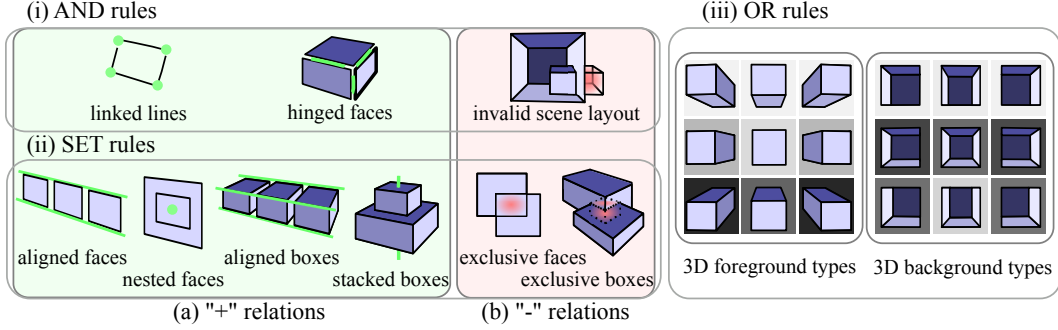 (i) AND rules
linked lines
hinged faces
invalid scene layout
(ii) SET rules
aligned faces
nested faces
aligned boxes
stacked boxes
exclusive faces
exclusive boxes
(a) "+" relations
(b) "-" relations
(iii) OR rules
3D foreground types
3D background types